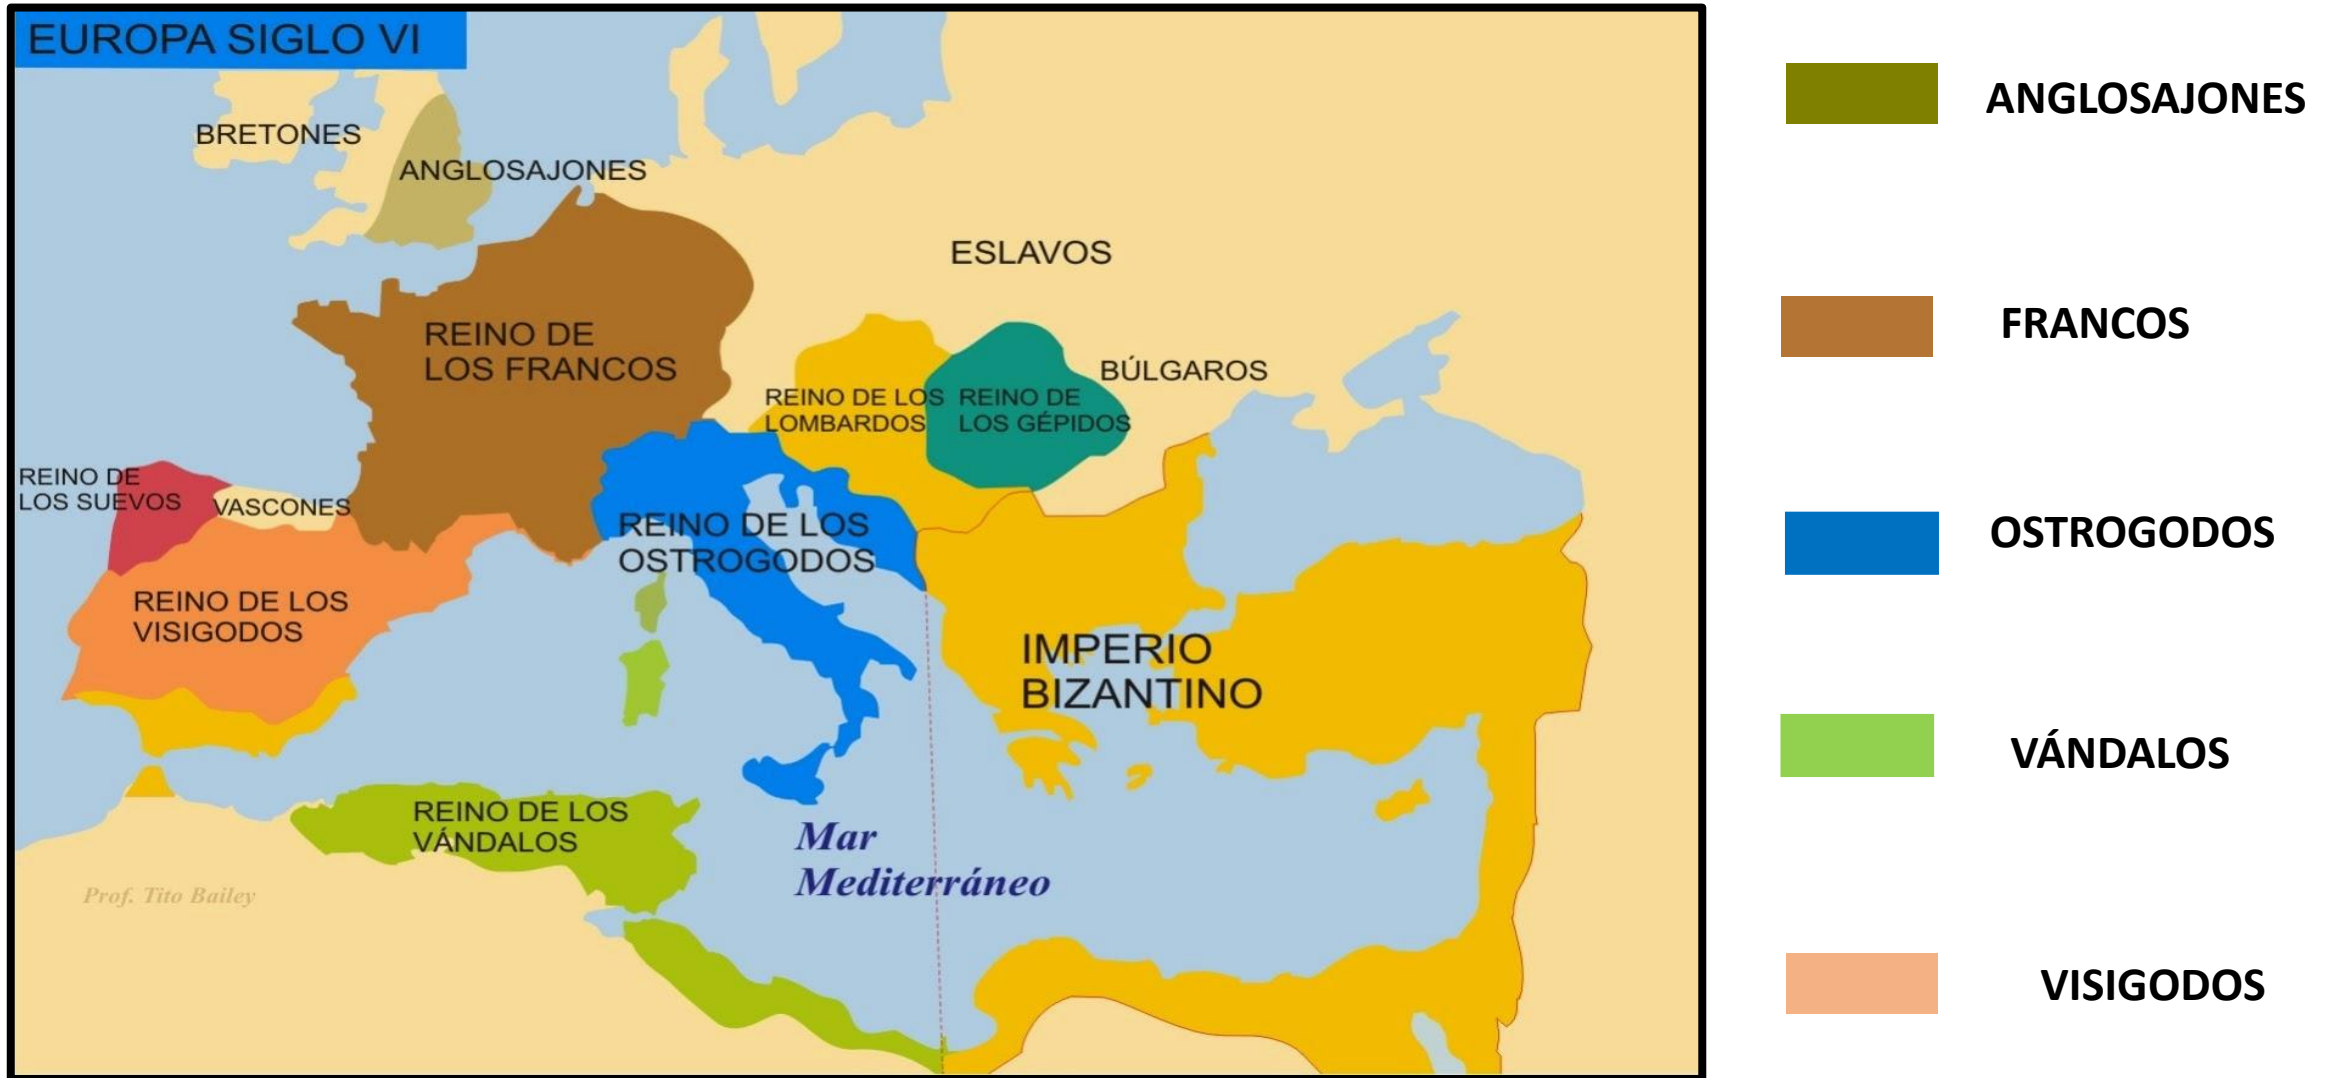 EUROPA SIGLO VI
BRETONES
ANGLOSAJONES
ESLAVOS
REINO DE
LOS FRANCOS
BÚLGAROS
REINO DE LOS
LOMBARDOS
REINO DE
LOS GÉPIDOS
REINO DE
LOS SUEVOS
VASCONES
REINO DE LOS
OSTROGODOS
REINO DE LOS
VISIGODOS
IMPERIO
BIZANTINO
REINO DE LOS
VÁNDALOS
Mar
Mediterráneo
Prof. Tito Bailey
ANGLOSAJONES
FRANCOS
OSTROGODOS
VÁNDALOS
VISIGODOS